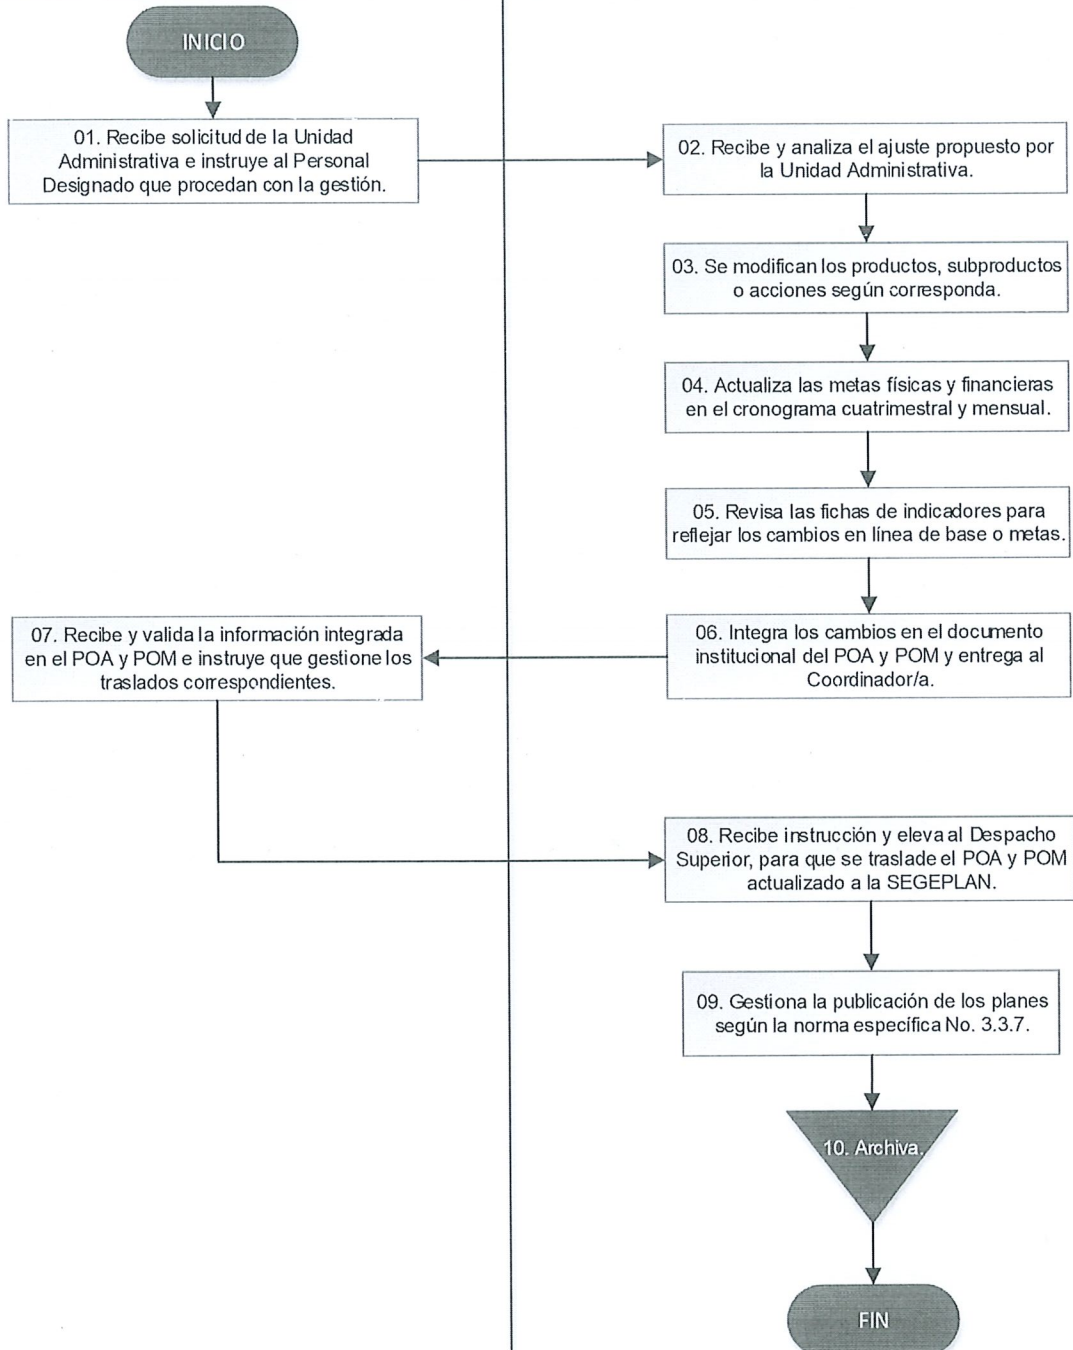 INICIO
01. Recibe solicitud de la Unidad
Administrativa e instruye al Personal
Designado que procedan con la gestión.
02. Recibe y analiza el ajuste propuesto por
la Unidad Administrativa.
03. Se modifican los productos, subproductos
o acciones según corresponda.
04. Actualiza las metas físicas y financieras
en el cronograma cuatrimestral y mensual.
05. Revisa las fichas de indicadores para
reflejar los cambios en línea de base o metas.
06. Integra los cambios en el documento
institucional del POA y POM y entrega al
Coordinador/a.
07. Recibe y valida la información integrada
en el POA y POM e instruye que gestione los
traslados correspondientes.
08. Recibe instrucción y eleva al Despacho
Superior, para que se traslade el POA y POM
actualizado a la SEGEPLAN.
09. Gestiona la publicación de los planes
según la norma específica No. 3.3.7.
10. Archiva.
FIN